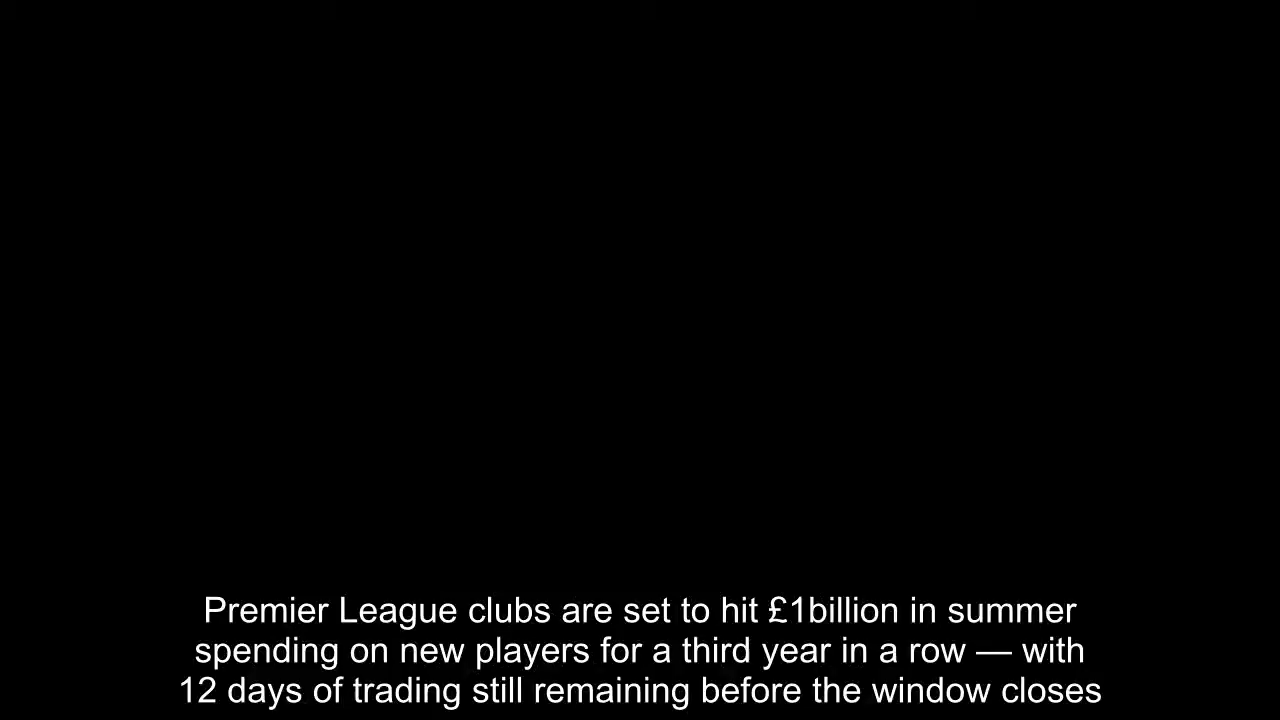 Premier League clubs are set to hit £1billion in summer
spending on new players for a third year in a row — with
12 days of trading still remaining before the window closes